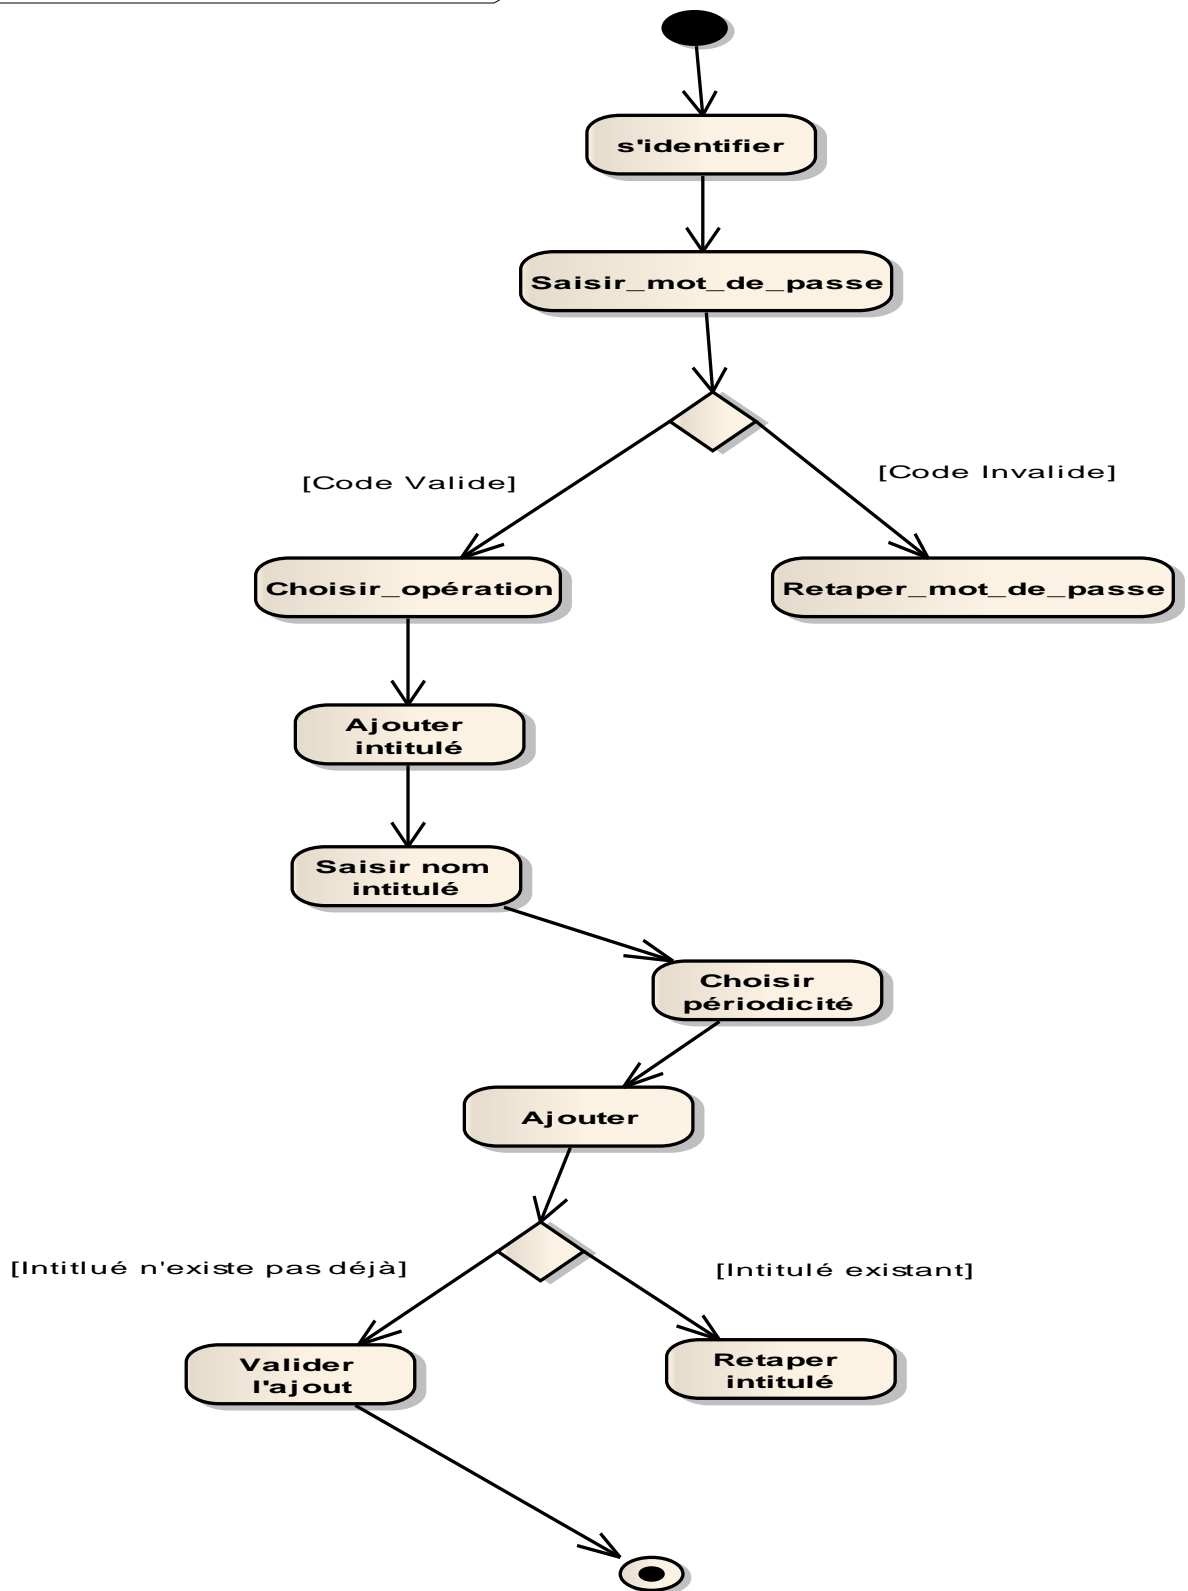 s'identifier
Saisir_mot_de_passe
[Code Valide]
[Code Invalide]
Choisir_opération
Retaper_mot_de_passe
Ajouter
intitulé
Saisir nom
intitulé
Choisir
périodicité
Ajouter
[Intitlué n'existe pas déjà]
[Intitulé existant]
Valider
l'ajout
Retaper
intitulé